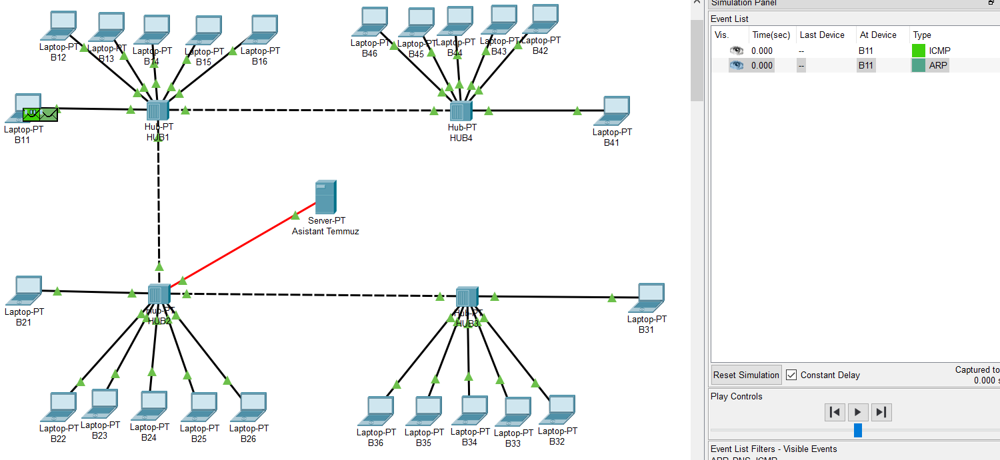 Laptop-PT
B12
Laptop-PT
B13
Laptop-PT
B14
Laptop-PT
B15
Laptop-PT
B16
Laptop-PT
B46
Laptop-PT
B45
Laptop-PT
B44
Laptop-PT
B43
Laptop-PT
B42
Laptop-PT
B11
Hub-PT
HUB1
Hub-PT
HUB4
Laptop-PT
B41
Server-PT
Asistant Temmuz
Laptop-PT
B21
Hub-PT
HUB2
Hub-PT
HUB3
Laptop-PT
B31
Laptop-PT
B22
Laptop-PT
B23
Laptop-PT
B24
Laptop-PT
B25
Laptop-PT
B26
Laptop-PT
B36
Laptop-PT
B35
Laptop-PT
B34
Laptop-PT
B33
Laptop-PT
B32
Simulation Panel
Event List
Vis. Time(sec) Last Device At Device Type
0.000 -- B11 ICMP
0.000 -- B11 ARP
Reset Simulation Constant Delay
Captured to
0.000 s
Play Controls
Event List Filters - Visible Events
ARP, DNS, ICMP